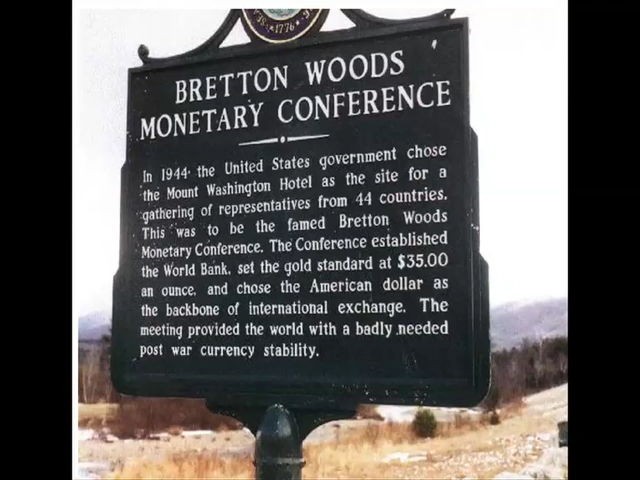 1776
BRETTON WOODS
MONETARY CONFERENCE
In 1944 the United States government chose
the Mount Washington Hotel as the site for a
gathering of representatives from 44 countries.
This was to be the famed Bretton Woods
Monetary Conference. The Conference established
the World Bank, set the gold standard at $35.00
an ounce, and chose the American dollar as
the backbone of international exchange. The
meeting provided the world with a badly needed
post war currency stability.